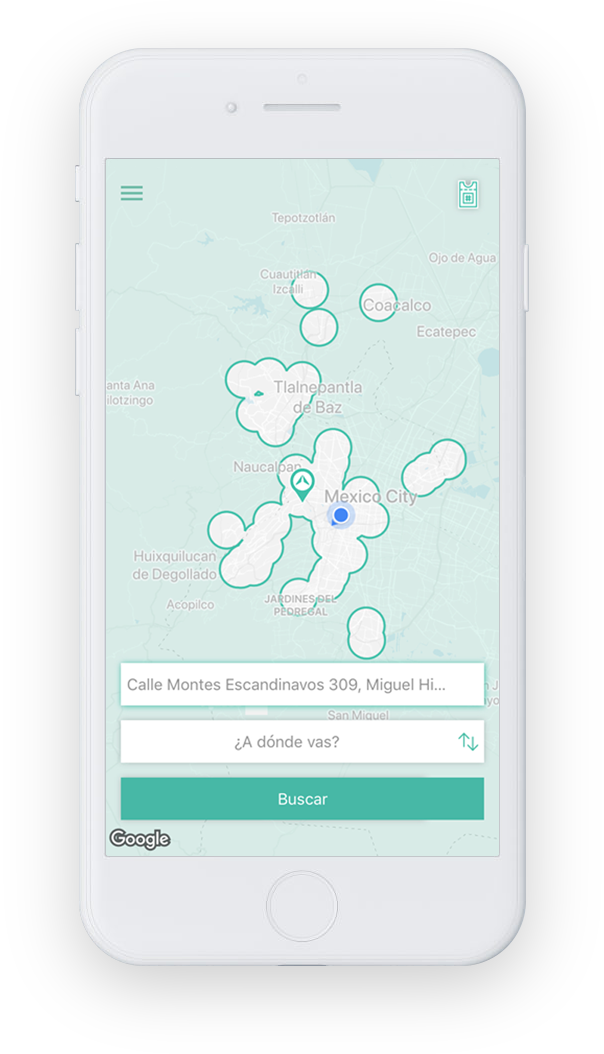 Tepotzotlán
Ojo de Agua
Cuautitlán
Izcalli
Coacalco
Ecatepec
anta Ana
ilotzingo
Tlalnepantla
de Baz
Naucalpan
Mexico City
Huixquilucan
de Degollado
Acopilco
JARDINES DEL
PEDREGAL
Calle Montes Escandinavos 309, Miguel Hi...
San Miguel
¿A dónde vas?
Buscar
Google